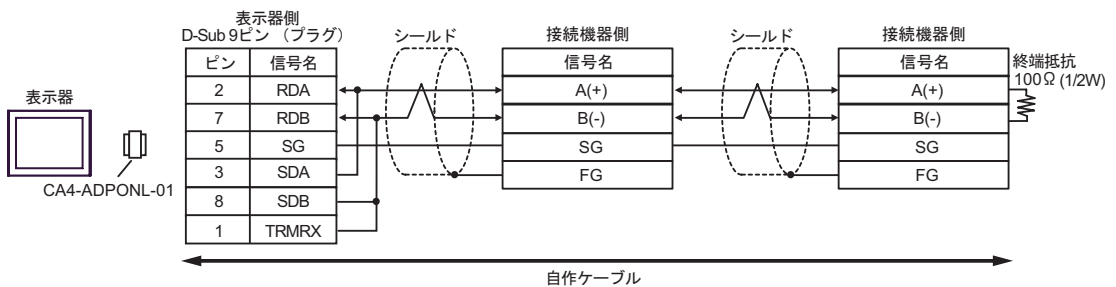 表示器側
D-Sub 9ピン （プラグ）
シールド
接続機器側
シールド
接続機器側
ピン 信号名
信号名
信号名
終端抵抗
100Ω (1/2W)
2 RDA
A(+)
A(+)
表示器
7 RDB
B(-)
B(-)
5 SG
SG
SG
3 SDA
FG
FG
CA4-ADPONL-01
8 SDB
1 TRMRX
自作ケーブル